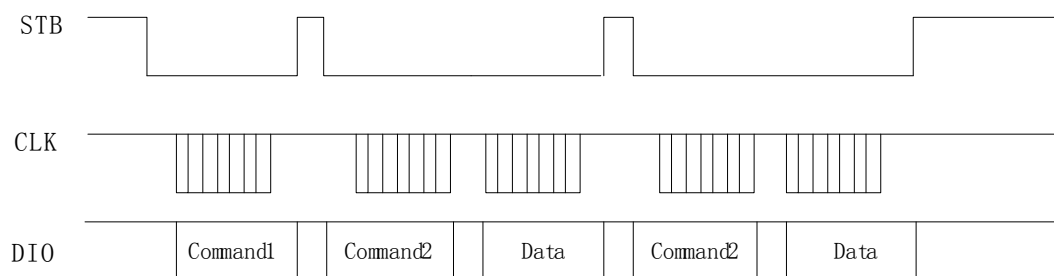 STB
CLK
DIO
Command1
Command2
Data
Command2
Data